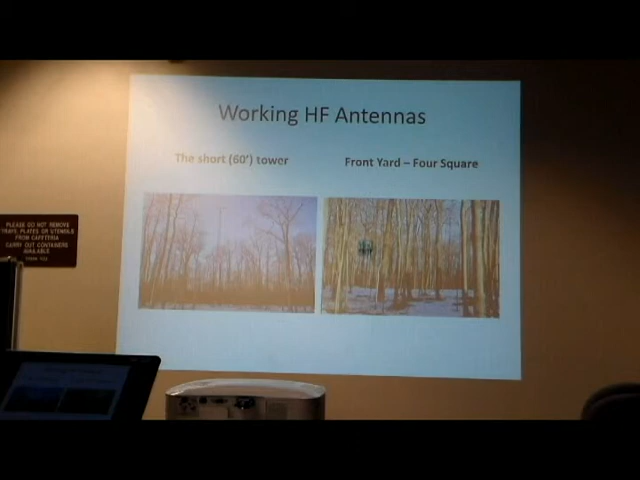 Working HF Antennas
The short (60') tower
Front Yard – Four Square
PLEASE DO NOT REMOVE
TRAYS, PLATES OR UTENSILS
FROM CAFETERIA
CARRY OUT CONTAINERS
AVAILABLE